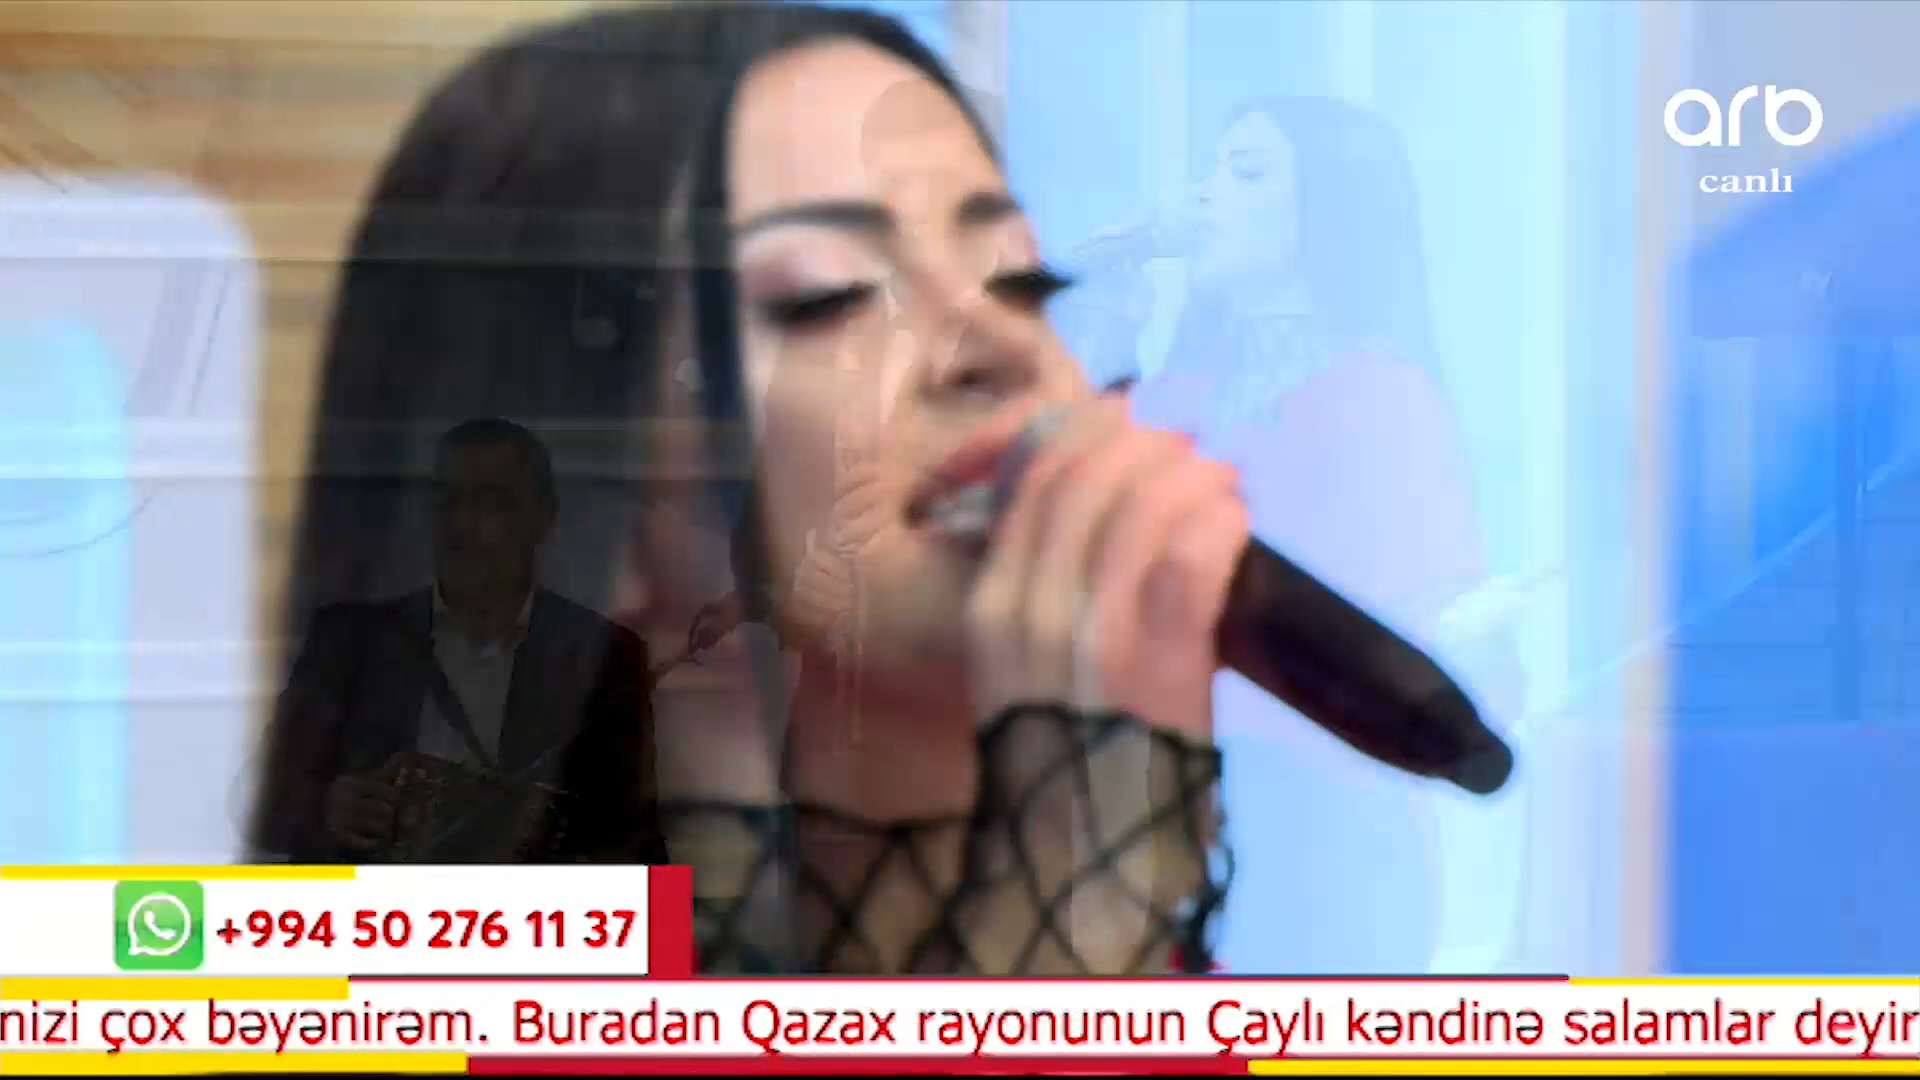 arb
canlı
+994 50 276 11 37
nizi çox bəyənirəm. Buradan Qazax rayonunun Çaylı kəndinə salamlar deyir